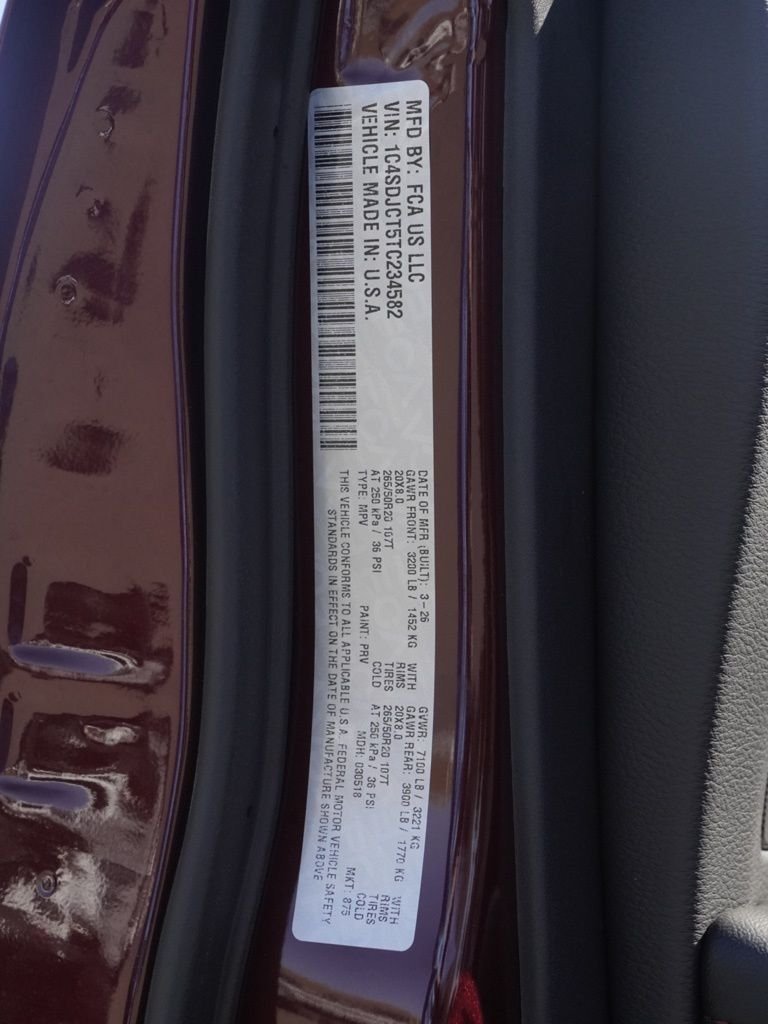 MFD BY: FCA US LLC
VIN: 1C4SDJCT5TC234582
VEHICLE MADE IN: U.S.A.
DATE OF MFR (BUILT): 3-26 GVWR: 7100 LB / 3221 KG
GAWR FRONT: 3200 LB / 1452 KG WITH GAWR REAR: 3900 LB / 1770 KG WITH
20X8.0 RIMS 20X8.0 RIMS
265/50R20 107T TIRES 265/50R20 107T TIRES
AT 250 kPa / 36 PSI COLD AT 250 kPa / 36 PSI COLD
TYPE: MPV PAINT: PRV MDH: 030518 MKT: 875
THIS VEHICLE CONFORMS TO ALL APPLICABLE U.S.A. FEDERAL MOTOR VEHICLE SAFETY
STANDARDS IN EFFECT ON THE DATE OF MANUFACTURE SHOWN ABOVE